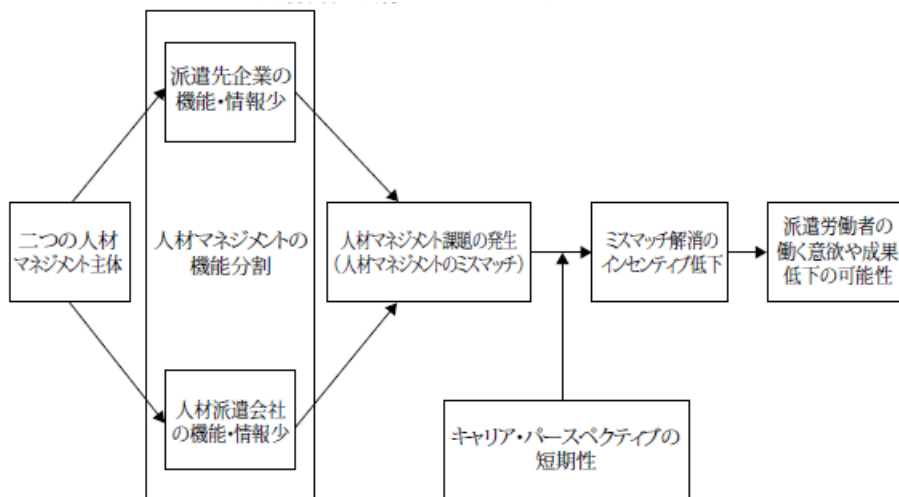 派遣先企業の
機能・情報少
二つの人材
マネジメント主体
人材マネジメントの
機能分割
人材マネジメント課題の発生
（人材マネジメントのミスマッチ）
ミスマッチ解消の
インセンティブ低下
派遣労働者の
働く意欲や成果
低下の可能性
人材派遣会社
の機能・情報少
キャリア・パースペクティブの
短期性